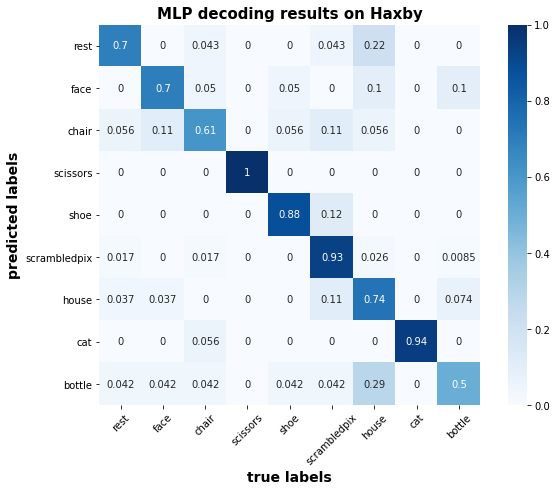 MLP decoding results on Haxby
rest 0.7 0 0.043 0 0 0.043 0.22 0 0
face 0 0.7 0.05 0 0.05 0 0.1 0 0.1
chair 0.056 0.11 0.61 0 0.056 0.11 0.056 0 0
scissors 0 0 0 1 0 0 0 0 0
shoe 0 0 0 0 0.88 0.12 0 0 0
scrambledpix 0.017 0 0.017 0 0 0.93 0.026 0 0.0085
house 0.037 0.037 0 0 0 0.11 0.74 0 0.074
cat 0 0 0.056 0 0 0 0 0.94 0
bottle 0.042 0.042 0.042 0 0.042 0.042 0.29 0 0.5
rest face chair scissors shoe scrambledpix house cat bottle
true labels
predicted labels
1.0
0.8
0.6
0.4
0.2
0.0